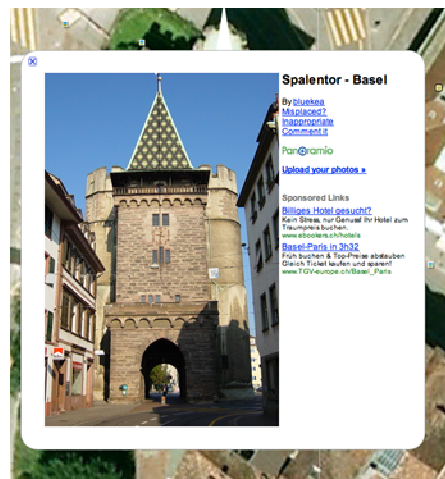 Spalentor - Basel
By bluekea
Misplaced?
Inappropriate
Comment it
Panoramio
Upload your photos »
Sponsored Links
Billiges Hotel gesucht?
Kein Stress, nur Genuss! Ihr Hotel zum
Traumpreis buchen.
www.ebookers.ch/hotels
Basel-Paris in 3h32
Früh buchen & Top-Preise abstauben
Gleich Ticket kaufen und sparen!
www.TGV-europe.ch/Basel_Paris